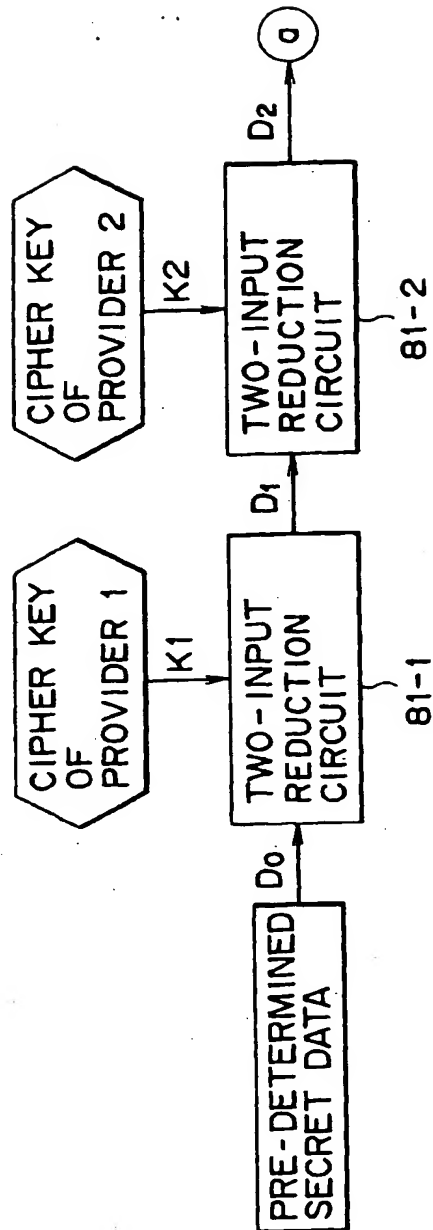 CIPHER KEY
OF
PROVIDER 1
CIPHER KEY
OF
PROVIDER 2
K1
K2
PRE-DETERMINED
SECRET DATA
D0
TWO-INPUT
REDUCTION
CIRCUIT
D1
TWO-INPUT
REDUCTION
CIRCUIT
D2
a
81-1
81-2